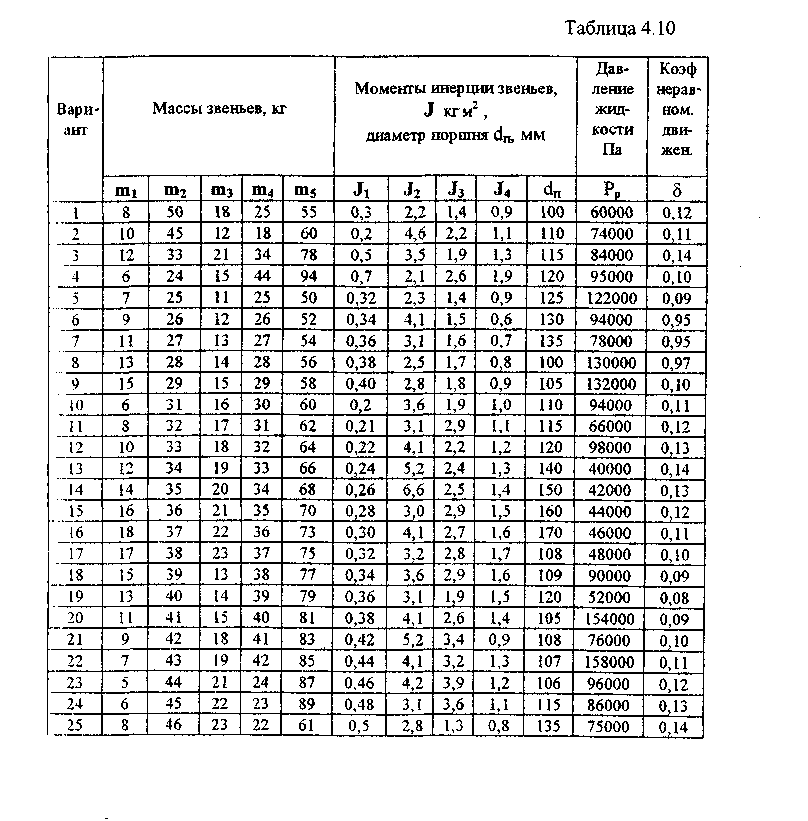 Таблица 4.10
Вари-ант Массы звеньев, кг Моменты инерции звеньев, J кг м², диаметр поршня dп, мм Дав-ление жид-кости Па Коэф нерав-ном. дви-жен.
m₁ m₂ m₃ m₄ m₅ J₁ J₂ J₃ J₄ dп Pр δ
1 8 50 18 25 55 0,3 2,2 1,4 0,9 100 60000 0,12
2 10 45 12 18 60 0,2 4,6 2,2 1,1 110 74000 0,11
3 12 33 21 34 78 0,5 3,5 1,9 1,3 115 84000 0,14
4 6 24 15 44 94 0,7 2,1 2,6 1,9 120 95000 0,10
5 7 25 11 25 50 0,32 2,3 1,4 0,9 125 122000 0,09
6 9 26 12 26 52 0,34 4,1 1,5 0,6 130 94000 0,95
7 11 27 13 27 54 0,36 3,1 1,6 0,7 135 78000 0,95
8 13 28 14 28 56 0,38 2,5 1,7 0,8 100 130000 0,97
9 15 29 15 29 58 0,40 2,8 1,8 0,9 105 132000 0,10
10 6 31 16 30 60 0,2 3,6 1,9 1,0 110 94000 0,11
11 8 32 17 31 62 0,21 3,1 2,9 1,1 115 66000 0,12
12 10 33 18 32 64 0,22 4,1 2,2 1,2 120 98000 0,13
13 12 34 19 33 66 0,24 5,2 2,4 1,3 140 40000 0,14
14 14 35 20 34 68 0,26 6,6 2,5 1,4 150 42000 0,13
15 16 36 21 35 70 0,28 3,0 2,9 1,5 160 44000 0,12
16 18 37 22 36 73 0,30 4,1 2,7 1,6 170 46000 0,11
17 17 38 23 37 75 0,32 3,2 2,8 1,7 108 48000 0,10
18 15 39 13 38 77 0,34 3,6 2,9 1,6 109 90000 0,09
19 13 40 14 39 79 0,36 3,1 1,9 1,5 120 52000 0,08
20 11 41 15 40 81 0,38 4,1 2,6 1,4 105 154000 0,09
21 9 42 18 41 83 0,42 5,2 3,4 0,9 108 76000 0,10
22 7 43 19 42 85 0,44 4,1 3,2 1,3 107 158000 0,11
23 5 44 21 24 87 0,46 4,2 3,9 1,2 106 96000 0,12
24 6 45 22 23 89 0,48 3,1 3,6 1,1 115 86000 0,13
25 8 46 23 22 61 0,5 2,8 1,3 0,8 135 75000 0,14